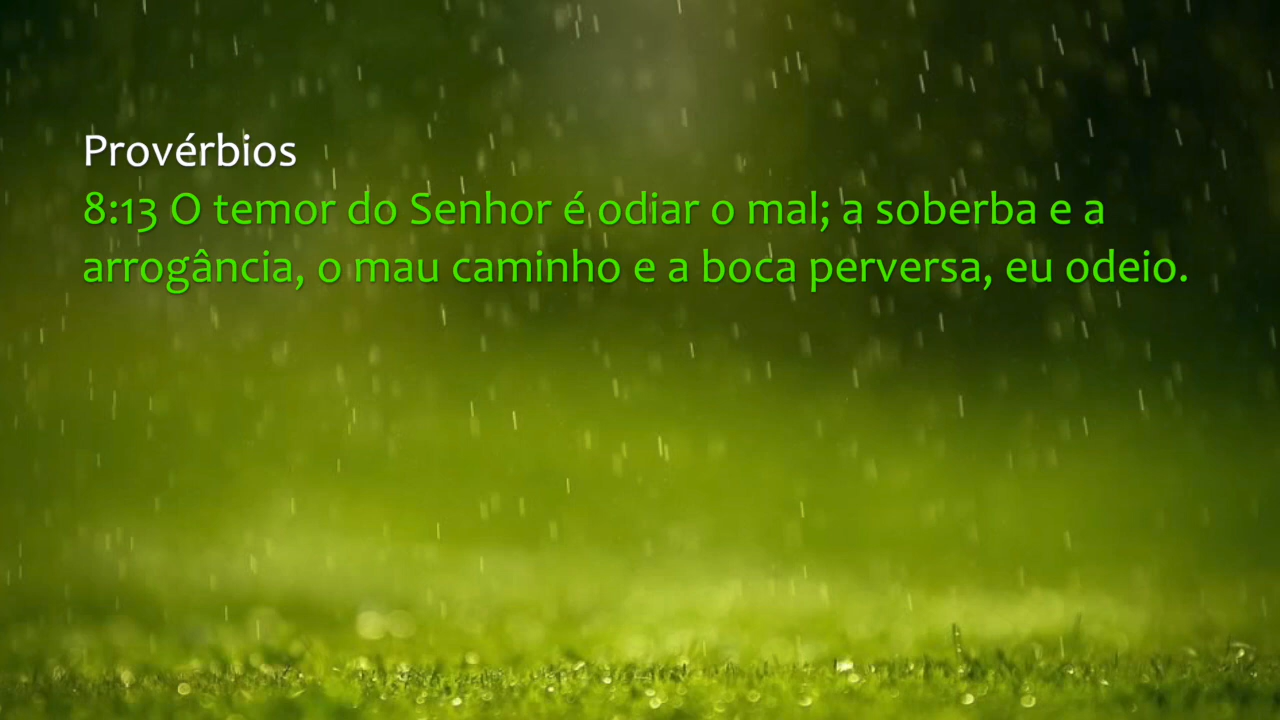 Provérbios
8:13 O temor do Senhor é odiar o mal; a soberba e a
arrogância, o mau caminho e a boca perversa, eu odeio.